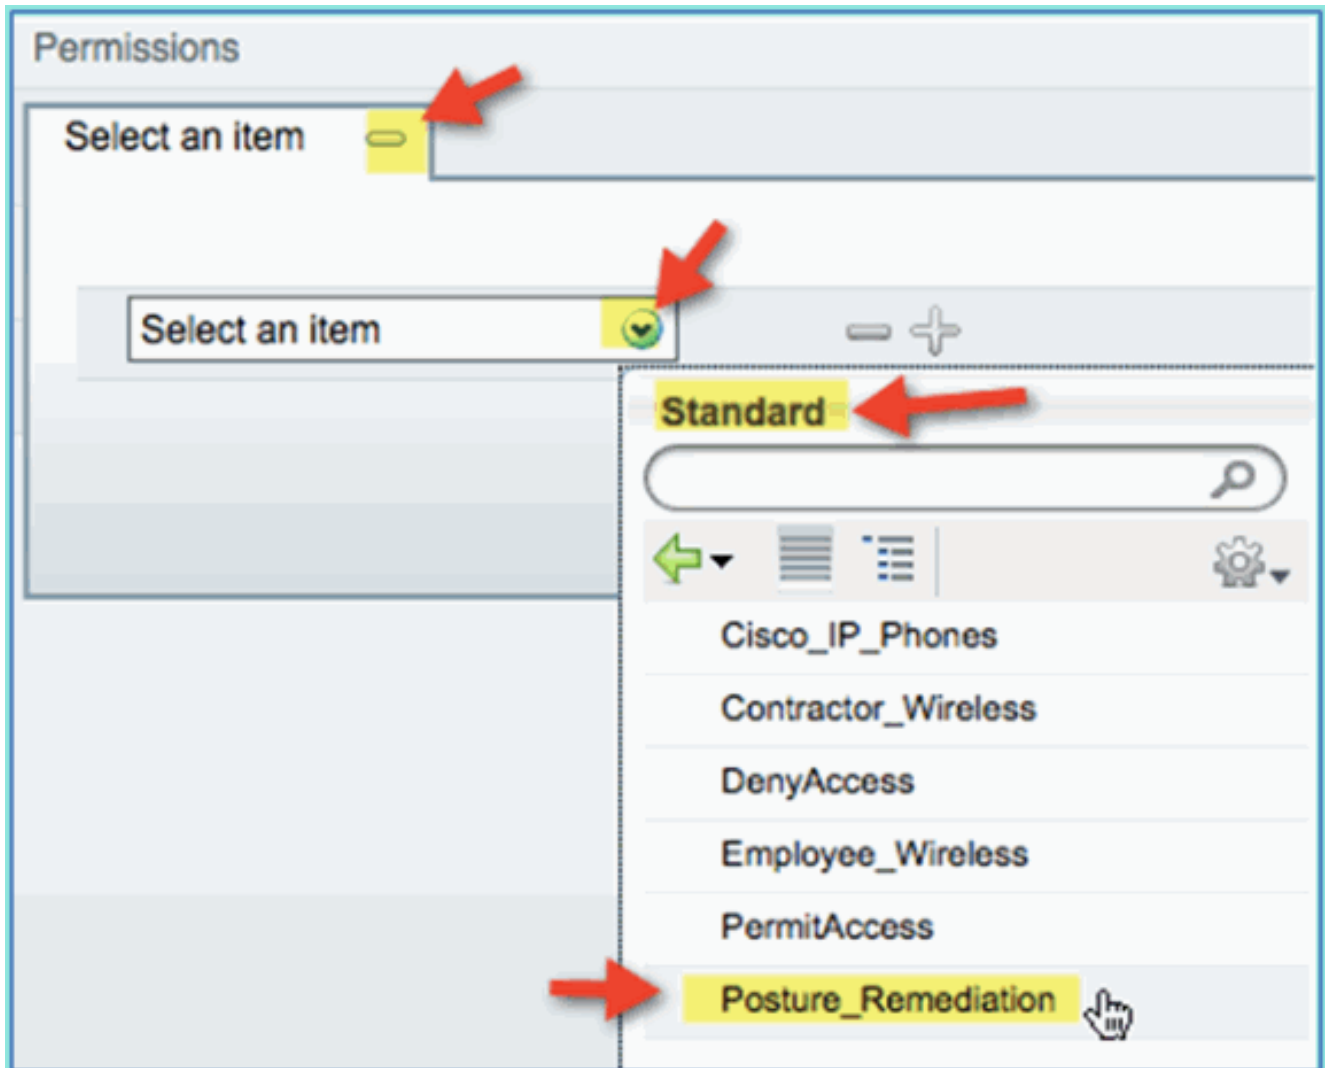 Permissions
Select an item
Select an item
Standard
Cisco_IP_Phones
Contractor_Wireless
DenyAccess
Employee_Wireless
PermitAccess
Posture_Remediation